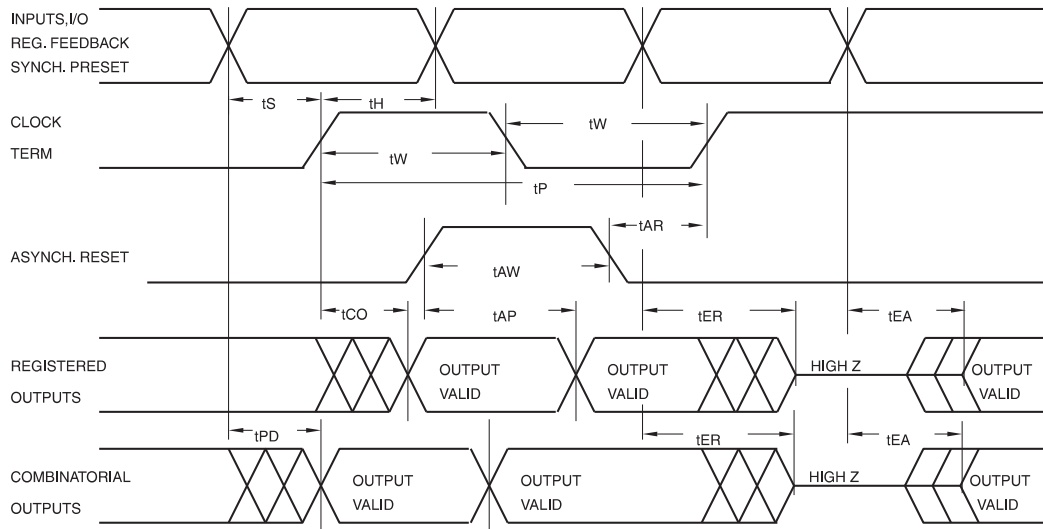 INPUTS,I/O
REG. FEEDBACK
SYNCH. PRESET
tS
tH
CLOCK
TERM
tW
tW
tP
tAR
ASYNCH. RESET
tAW
tCO
tAP
tER
tEA
REGISTERED
OUTPUTS
OUTPUT
VALID
OUTPUT
VALID
HIGH Z
OUTPUT
VALID
tPD
tER
tEA
COMBINATORIAL
OUTPUTS
OUTPUT
VALID
OUTPUT
VALID
HIGH Z
OUTPUT
VALID